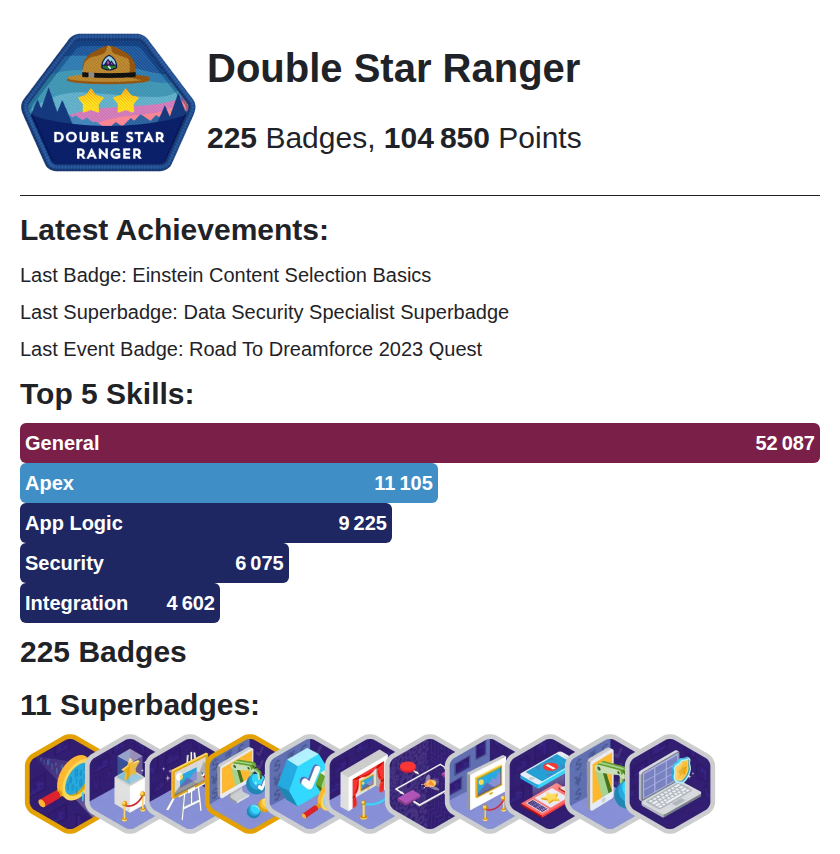 DOUBLE STAR
RANGER
Double Star Ranger
225 Badges, 104 850 Points
Latest Achievements:
Last Badge: Einstein Content Selection Basics
Last Superbadge: Data Security Specialist Superbadge
Last Event Badge: Road To Dreamforce 2023 Quest
Top 5 Skills:
General 52 087
Apex 11 105
App Logic 9 225
Security 6 075
Integration 4 602
225 Badges
11 Superbadges: